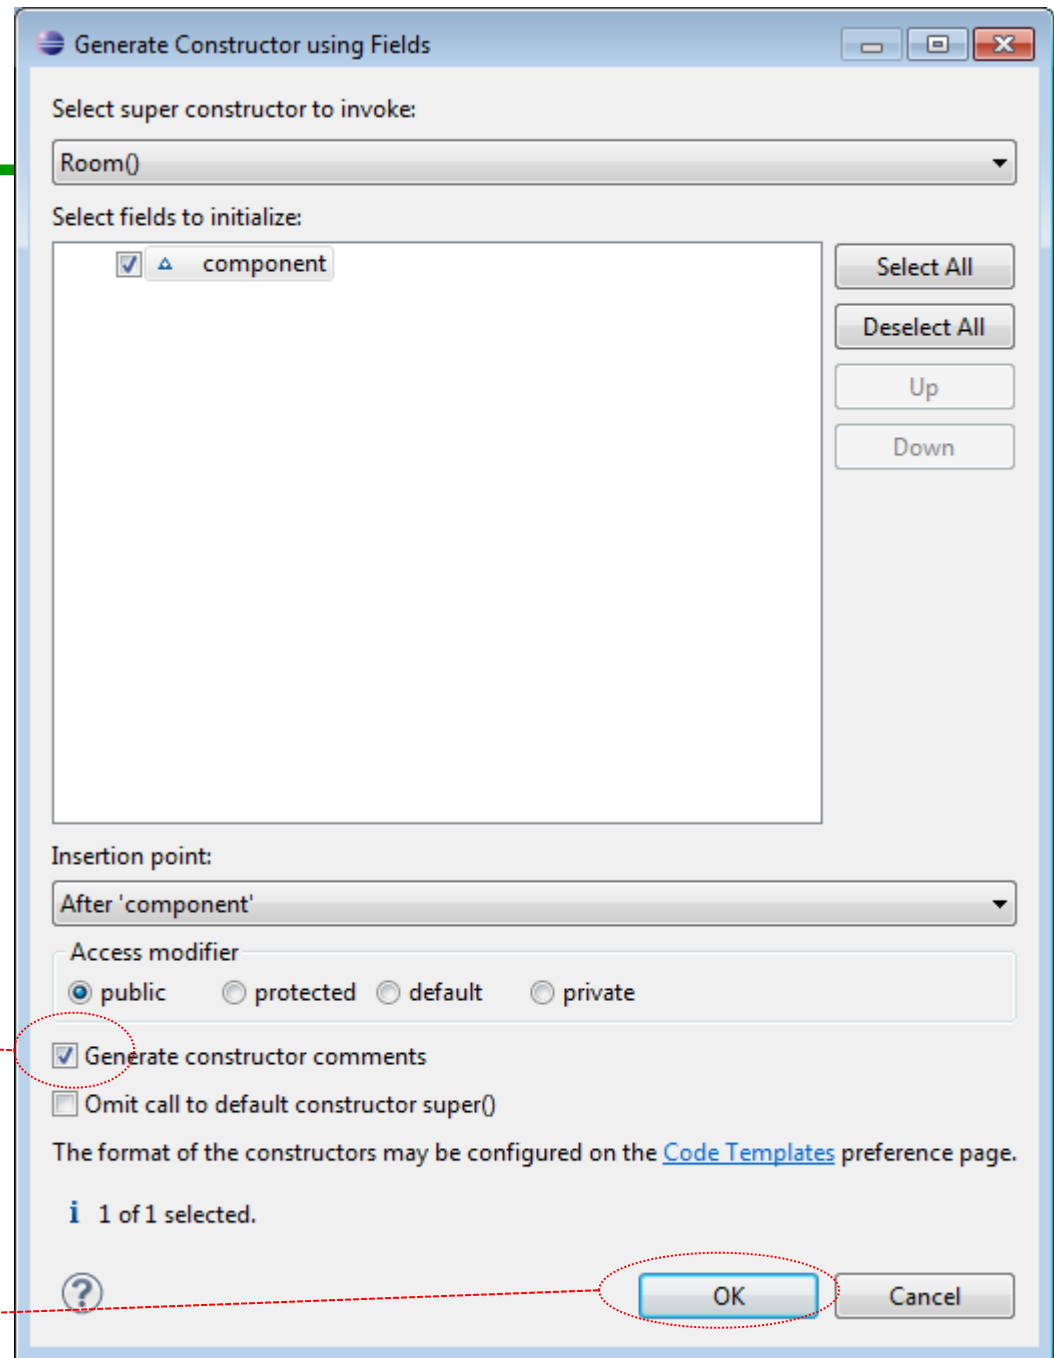 Generate Constructor using Fields
Select super constructor to invoke:
Room()
Select fields to initialize:
component
Select All
Deselect All
Up
Down
Insertion point:
After 'component'
Access modifier
public protected default private
Generate constructor comments
Omit call to default constructor super()
The format of the constructors may be configured on the Code Templates preference page.
i 1 of 1 selected.
? OK Cancel